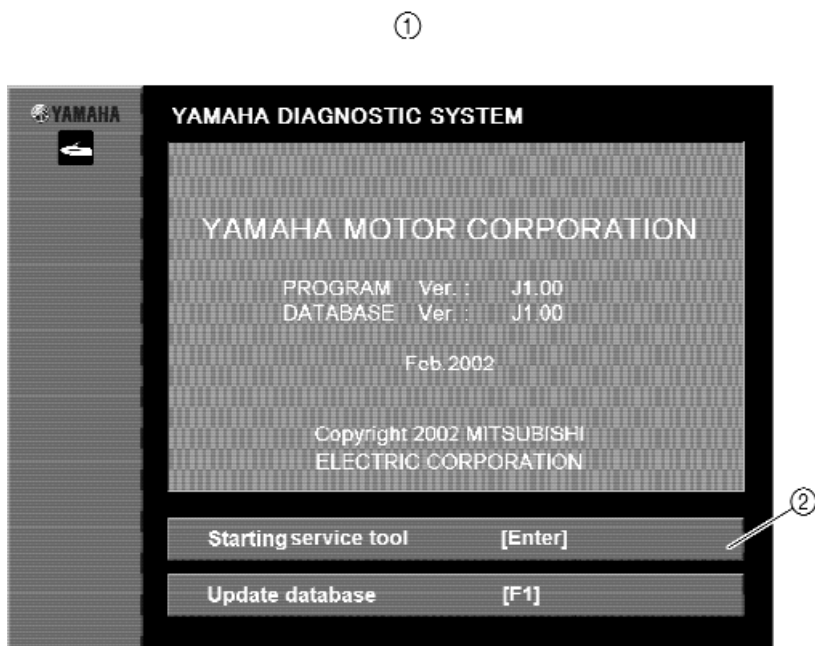 ①
YAMAHA
YAMAHA DIAGNOSTIC SYSTEM
YAMAHA MOTOR CORPORATION
PROGRAM Ver. : J1.00
DATABASE Ver. : J1.00
Feb.2002
Copyright 2002 MITSUBISHI
ELECTRIC CORPORATION
②
Starting service tool [Enter]
Update database [F1]